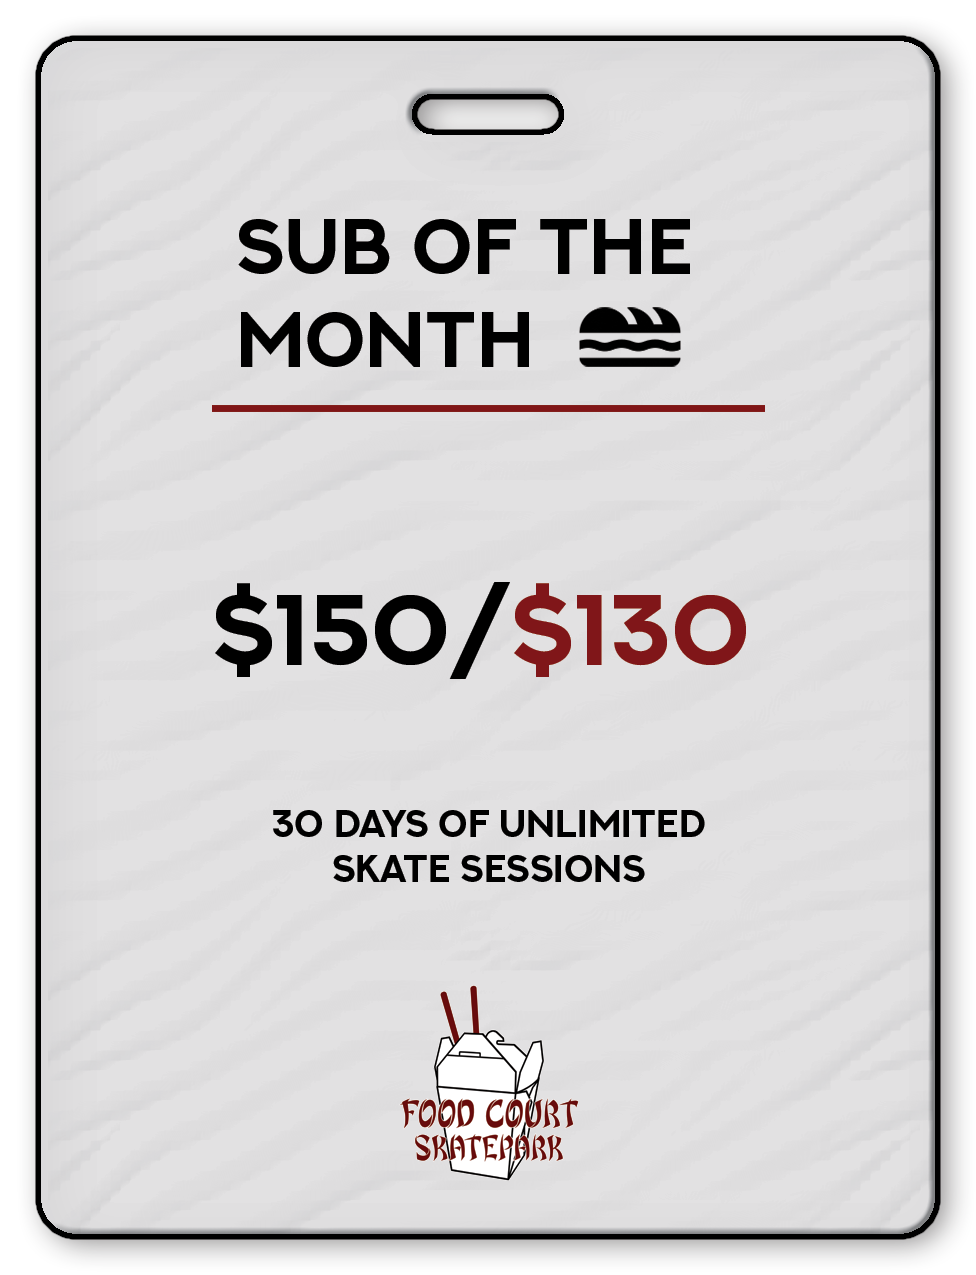 SUB OF THE
MONTH
$150/$130
30 DAYS OF UNLIMITED
SKATE SESSIONS
FOOD COURT
SKATEPARK